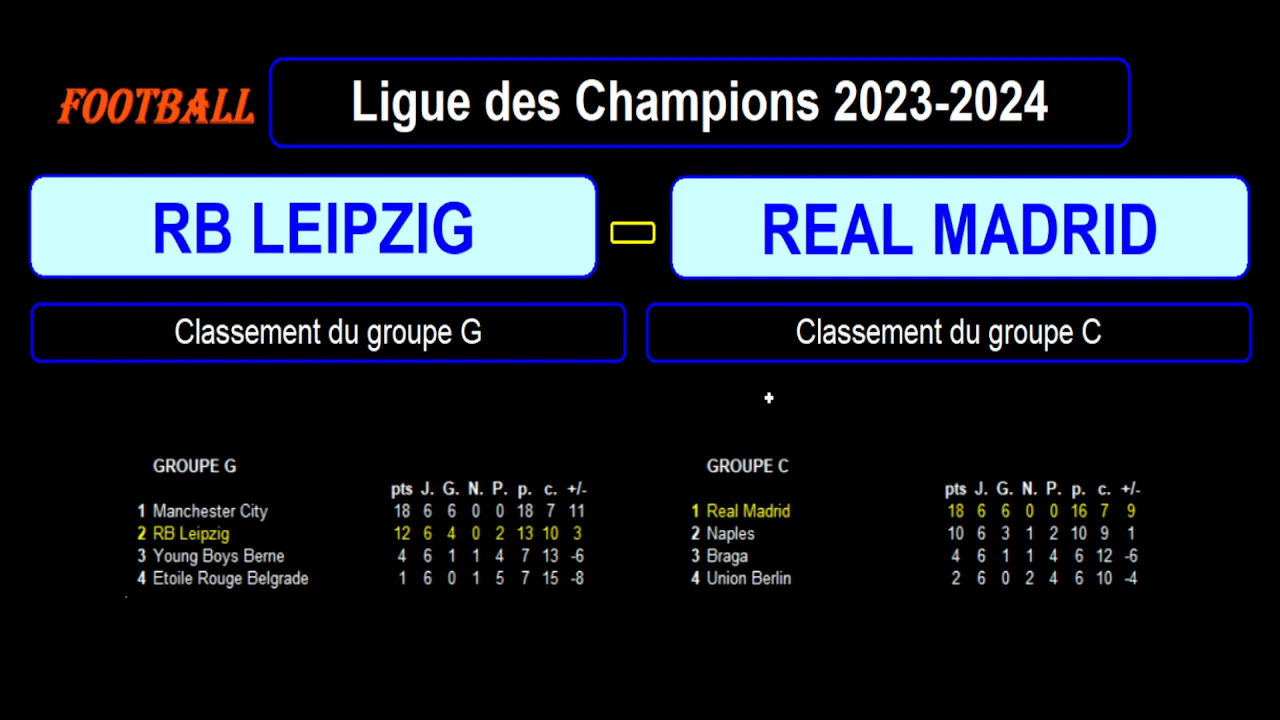 FOOTBALL
Ligue des Champions 2023-2024
RB LEIPZIG - REAL MADRID
Classement du groupe G
Classement du groupe C
GROUPE G
pts J. G. N. P. p. c. +/-
1 Manchester City 18 6 6 0 0 18 7 11
2 RB Leipzig 12 6 4 0 2 13 10 3
3 Young Boys Berne 4 6 1 1 4 7 13 -6
4 Etoile Rouge Belgrade 1 6 0 1 5 7 15 -8
GROUPE C
pts J. G. N. P. p. c. +/-
1 Real Madrid 18 6 6 0 0 16 7 9
2 Naples 10 6 3 1 2 10 9 1
3 Braga 4 6 1 1 4 6 12 -6
4 Union Berlin 2 6 0 2 4 6 10 -4